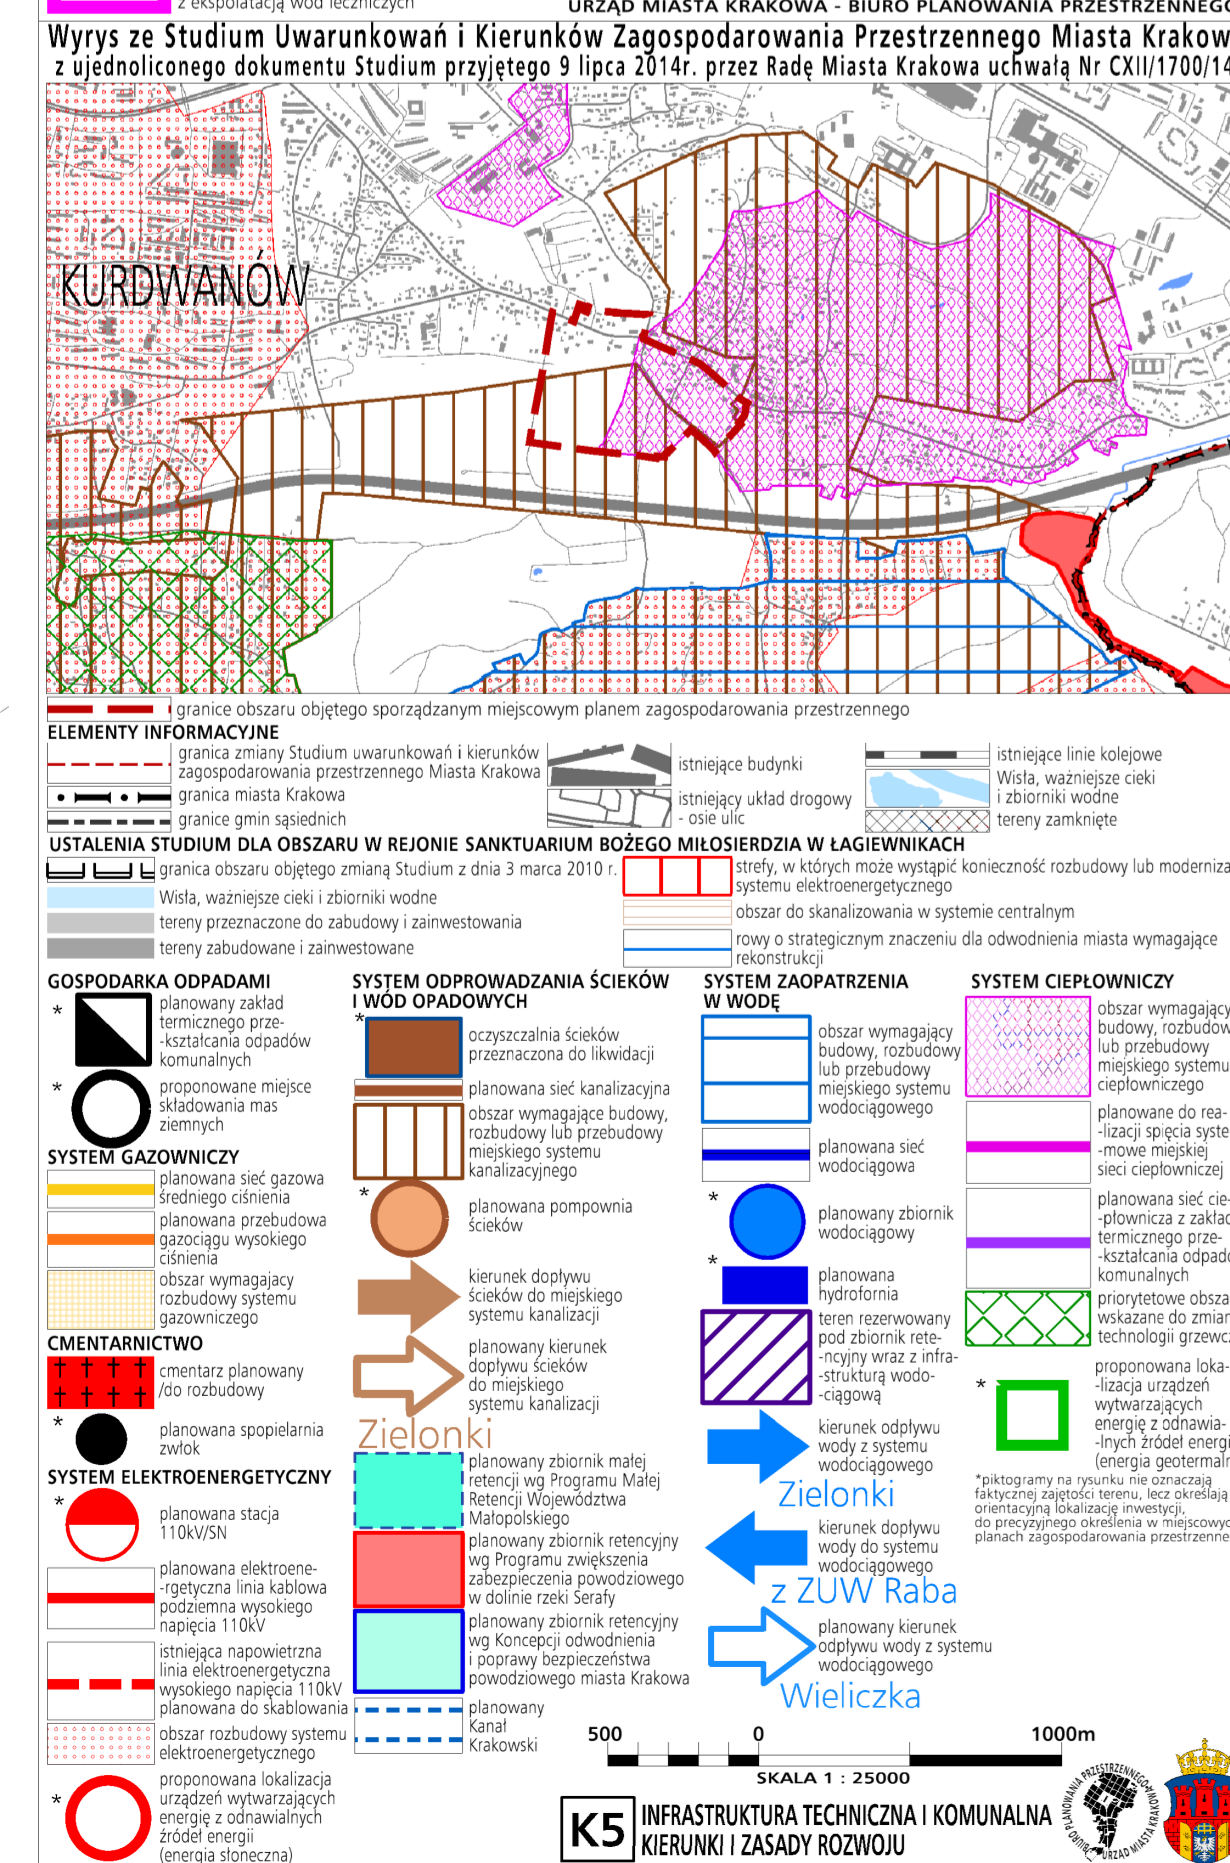 z ekspolatacją wód leczniczych
URZĄD MIASTA KRAKOWA - BIURO PLANOWANIA PRZESTRZENNEGO
Wyrys ze Studium Uwarunkowań i Kierunków Zagospodarowania Przestrzennego Miasta Krakow
z ujednoliconego dokumentu Studium przyjętego 9 lipca 2014r. przez Radę Miasta Krakowa uchwałą Nr CXII/1700/14
KURDWANÓW
granice obszaru objętego sporządzanym miejscowym planem zagospodarowania przestrzennego
ELEMENTY INFORMACYJNE
granica zmiany Studium uwarunkowań i kierunków
zagospodarowania przestrzennego Miasta Krakowa
granica miasta Krakowa
granice gmin sąsiednich
istniejące budynki
istniejący układ drogowy
- osie ulic
istniejące linie kolejowe
Wisła, ważniejsze cieki
i zbiorniki wodne
tereny zamknięte
USTALENIA STUDIUM DLA OBSZARU W REJONIE SANKTUARIUM BOŻEGO MIŁOSIERDZIA W ŁAGIEWNIKACH
granica obszaru objętego zmianą Studium z dnia 3 marca 2010 r.
Wisła, ważniejsze cieki i zbiorniki wodne
tereny przeznaczone do zabudowy i zainwestowania
tereny zabudowane i zainwestowane
strefy, w których może wystąpić konieczność rozbudowy lub moderniza
systemu elektroenergetycznego
obszar do skanalizowania w systemie centralnym
rowy o strategicznym znaczeniu dla odwodnienia miasta wymagające
rekonstrukcji
GOSPODARKA ODPADAMI
* planowany zakład
termicznego prze-
-kształcania odpadów
komunalnych
* proponowane miejsce
składowania mas
ziemnych
SYSTEM GAZOWNICZY
planowana sieć gazowa
średniego ciśnienia
planowana przebudowa
gazociągu wysokiego
ciśnienia
obszar wymagajacy
rozbudowy systemu
gazowniczego
CMENTARNICTWO
cmentarz planowany
/do rozbudowy
* planowana spopielarnia
zwłok
SYSTEM ELEKTROENERGETYCZNY
* planowana stacja
110kV/SN
planowana elektroene-
-rgetyczna linia kablowa
podziemna wysokiego
napięcia 110kV
istniejąca napowietrzna
linia elektroenergetyczna
wysokiego napięcia 110kV
planowana do skablowania
obszar rozbudowy systemu
elektroenergetycznego
* proponowana lokalizacja
urządzeń wytwarzających
energię z odnawialnych
źródeł energii
(energia słoneczna)
SYSTEM ODPROWADZANIA ŚCIEKÓW
I WÓD OPADOWYCH
* oczyszczalnia ścieków
przeznaczona do likwidacji
planowana sieć kanalizacyjna
obszar wymagające budowy,
rozbudowy lub przebudowy
miejskiego systemu
kanalizacyjnego
* planowana pompownia
ścieków
kierunek dopływu
ścieków do miejskiego
systemu kanalizacji
planowany kierunek
dopływu ścieków
do miejskiego
systemu kanalizacji
Zielonki
planowany zbiornik małej
retencji wg Programu Małej
Retencji Województwa
Małopolskiego
planowany zbiornik retencyjny
wg Programu zwiększenia
zabezpieczenia powodziowego
w dolinie rzeki Serafy
planowany zbiornik retencyjny
wg Koncepcji odwodnienia
i poprawy bezpieczeństwa
powodziowego miasta Krakowa
planowany
Kanał
Krakowski
SYSTEM ZAOPATRZENIA
W WODĘ
obszar wymagający
budowy, rozbudowy
lub przebudowy
miejskiego systemu
wodociągowego
planowana sieć
wodociągowa
* planowany zbiornik
wodociągowy
* planowana
hydrofornia
teren rezerwowany
pod zbiornik rete-
-ncyjny wraz z infra-
-strukturą wodo-
-ciągową
kierunek odpływu
wody z systemu
wodociągowego
Zielonki
kierunek dopływu
wody do systemu
wodociągowego
z ZUW Raba
planowany kierunek
odpływu wody z systemu
wodociągowego
Wieliczka
SYSTEM CIEPŁOWNICZY
obszar wymagający
budowy, rozbudow
lub przebudowy
miejskiego systemu
ciepłowniczego
planowane do rea-
-lizacji spięcia syste
-mowe miejskiej
sieci ciepłowniczej
planowana sieć cie-
-płownicza z zakład
termicznego prze-
-kształcania odpadó
komunalnych
priorytetowe obsza
wskazane do zmian
technologii grzewcz
* proponowana loka-
-lizacja urządzeń
wytwarzających
energię z odnawia-
-lnych źródeł energi
(energia geotermaln
*piktogramy na rysunku nie oznaczają
faktycznej zajętości terenu, lecz określają
orientacyjną lokalizację inwestycji,
do precyzyjnego określenia w miejscowyc
planach zagospodarowania przestrzenne
500 0 1000m
SKALA 1 : 25000
K5
INFRASTRUKTURA TECHNICZNA I KOMUNALNA
KIERUNKI I ZASADY ROZWOJU
BIURO PLANOWANIA PRZESTRZENNEGO
URZĄD MIASTA KRAKOWA